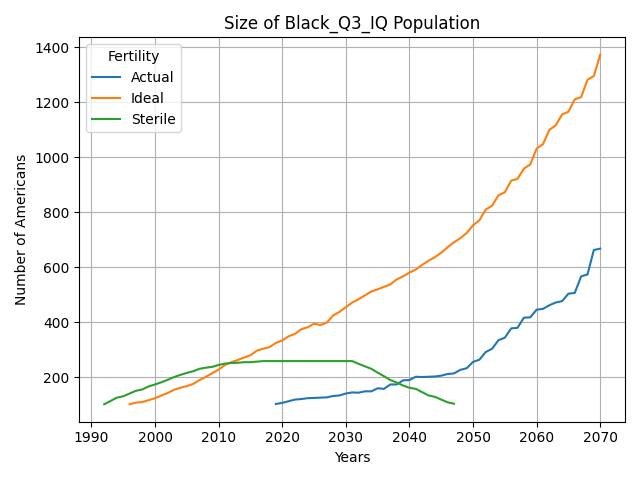 Size of Black_Q3_IQ Population
Fertility
Actual
Ideal
Sterile
Number of Americans
1400
1200
1000
800
600
400
200
1990
2000
2010
2020
2030
2040
2050
2060
2070
Years